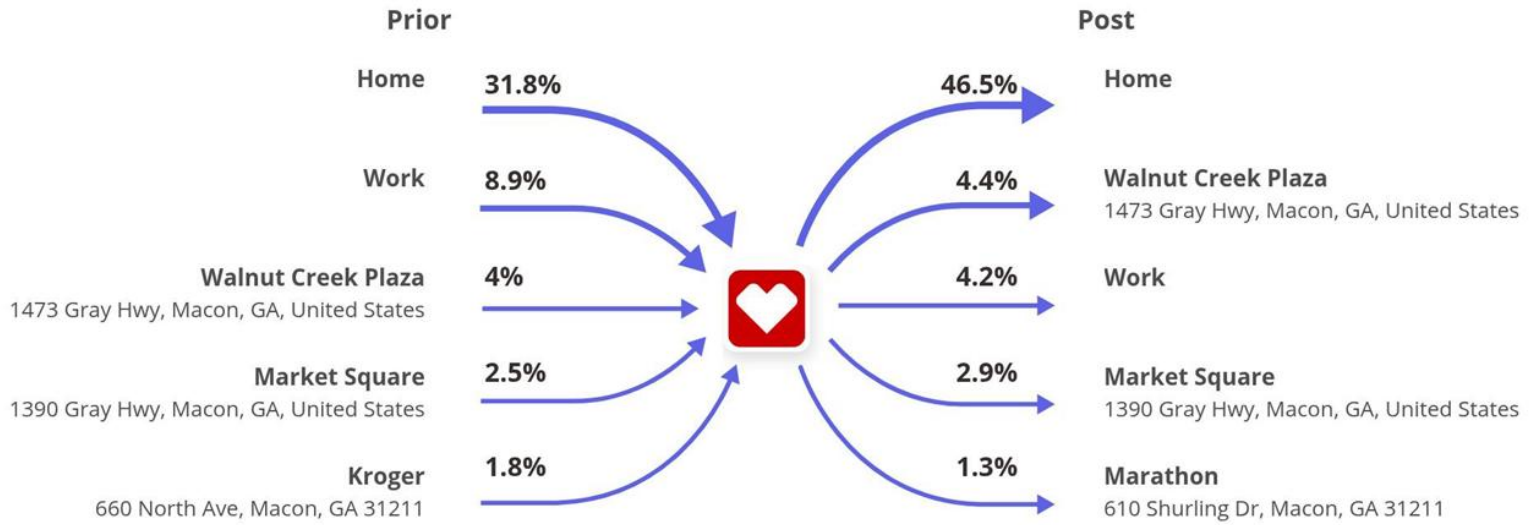 Prior
Post
Home
31.8%
46.5%
Home
Work
8.9%
4.4%
Walnut Creek Plaza
1473 Gray Hwy, Macon, GA, United States
Walnut Creek Plaza
1473 Gray Hwy, Macon, GA, United States
4%
4.2%
Work
Market Square
1390 Gray Hwy, Macon, GA, United States
2.5%
2.9%
Market Square
1390 Gray Hwy, Macon, GA, United States
Kroger
660 North Ave, Macon, GA 31211
1.8%
1.3%
Marathon
610 Shurling Dr, Macon, GA 31211